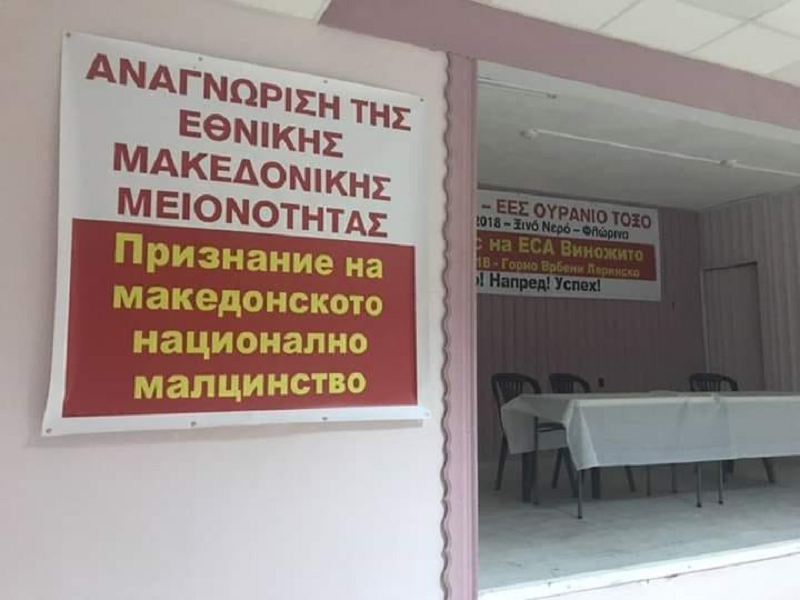 ΑΝΑΓΝΩΡΙΣΗ ΤΗΣ
ΕΘΝΙΚΗΣ
ΜΑΚΕΔΟΝΙΚΗΣ
ΜΕΙΟΝΟΤΗΤΑΣ
Признание на
македонското
национално
малцинство
– ΕΕΣ ΟΥΡΑΝΙΟ ΤΟΞΟ
2018 – Ξινό Νερό – Φλώρινα
с на ЕСА Виножито
18 - Горно Врбени Леринско
! Напред! Успех!